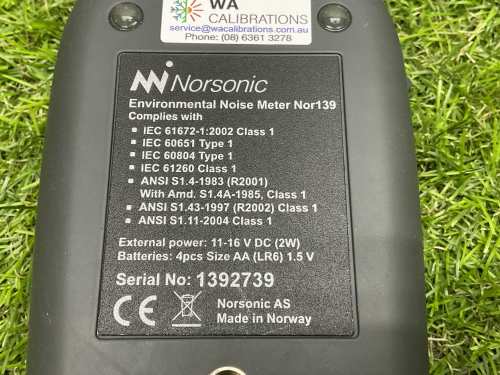 WA
CALIBRATIONS
service@wacalibrations.com.au
Phone: (08) 6361 3278
Norsonic
Environmental Noise Meter Nor139
Complies with
IEC 61672-1:2002 Class 1
IEC 60651 Type 1
IEC 60804 Type 1
IEC 61260 Class 1
ANSI S1.4-1983 (R2001)
With Amd. S1.4A-1985, Class 1
ANSI S1.43-1997 (R2002) Class 1
ANSI S1.11-2004 Class 1
External power: 11-16 V DC (2W)
Batteries: 4pcs Size AA (LR6) 1.5 V
Serial No: 1392739
CE
Norsonic AS
Made in Norway